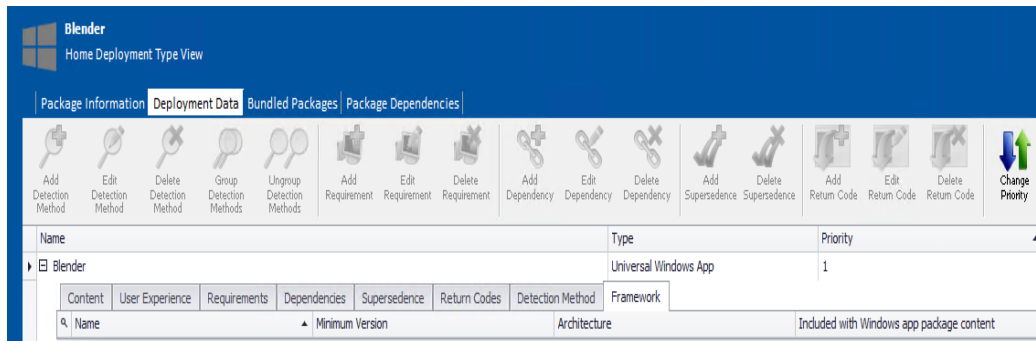 Blender
Home Deployment Type View
Package Information Deployment Data Bundled Packages Package Dependencies
Add Detection Method Edit Detection Method Delete Detection Method Group Detection Methods Ungroup Detection Methods Add Requirement Edit Requirement Delete Requirement Add Dependency Edit Dependency Delete Dependency Add Supersedence Delete Supersedence Add Return Code Edit Return Code Delete Return Code Change Priority
Name Type Priority
Blender Universal Windows App 1
Content User Experience Requirements Dependencies Supersedence Return Codes Detection Method Framework
Name Minimum Version Architecture Included with Windows app package content